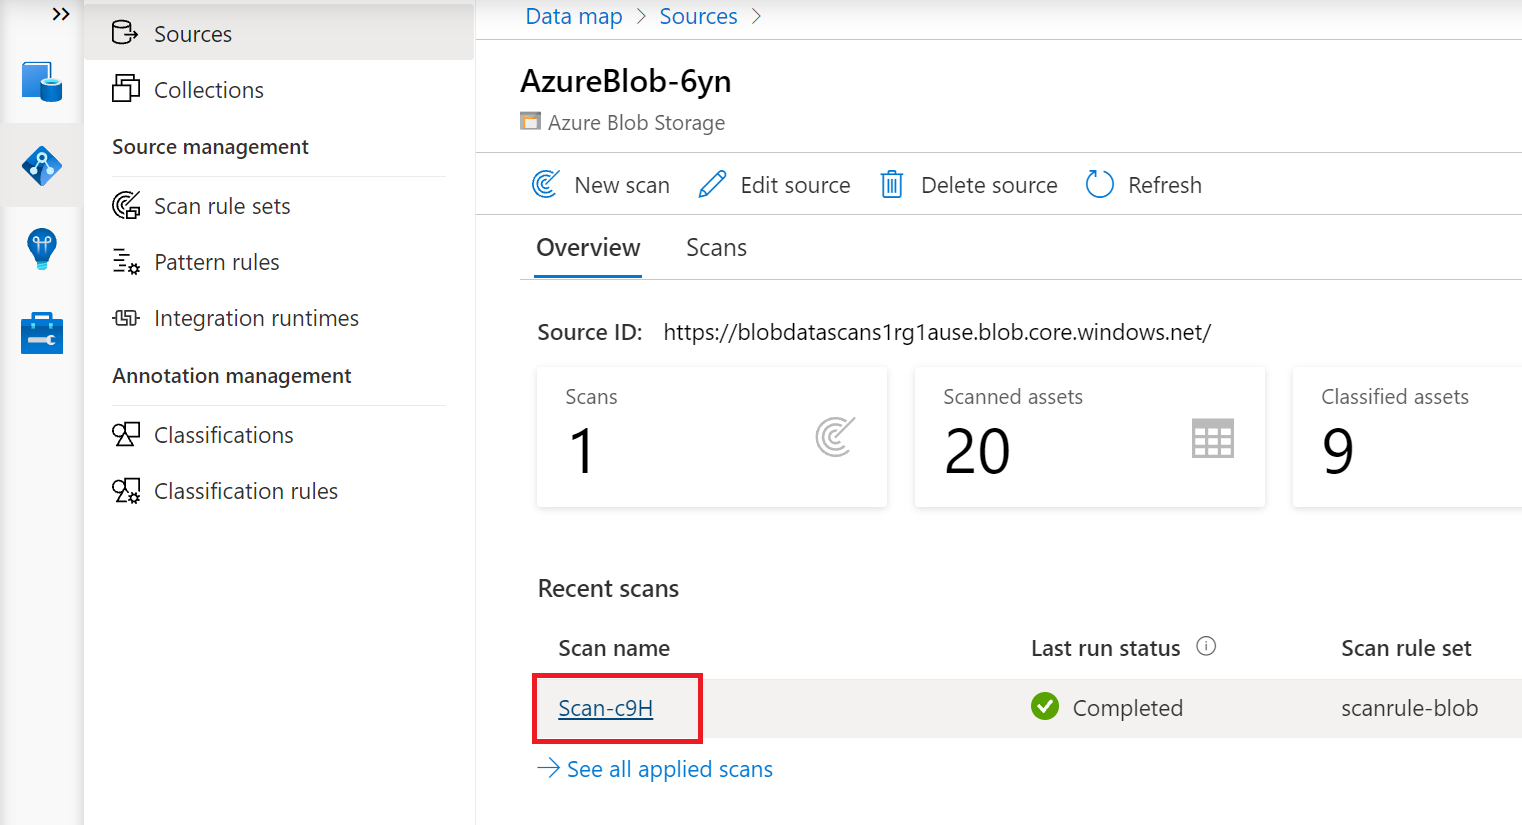 Sources
Collections
Source management
Scan rule sets
Pattern rules
Integration runtimes
Annotation management
Classifications
Classification rules
Data map > Sources >
AzureBlob-6yn
Azure Blob Storage
New scan Edit source Delete source Refresh
Overview Scans
Source ID: https://blobdatascans1rg1ause.blob.core.windows.net/
Scans Scanned assets Classified assets
1 20 9
Recent scans
Scan name Last run status Scan rule set
Scan-c9H Completed scanrule-blob
See all applied scans